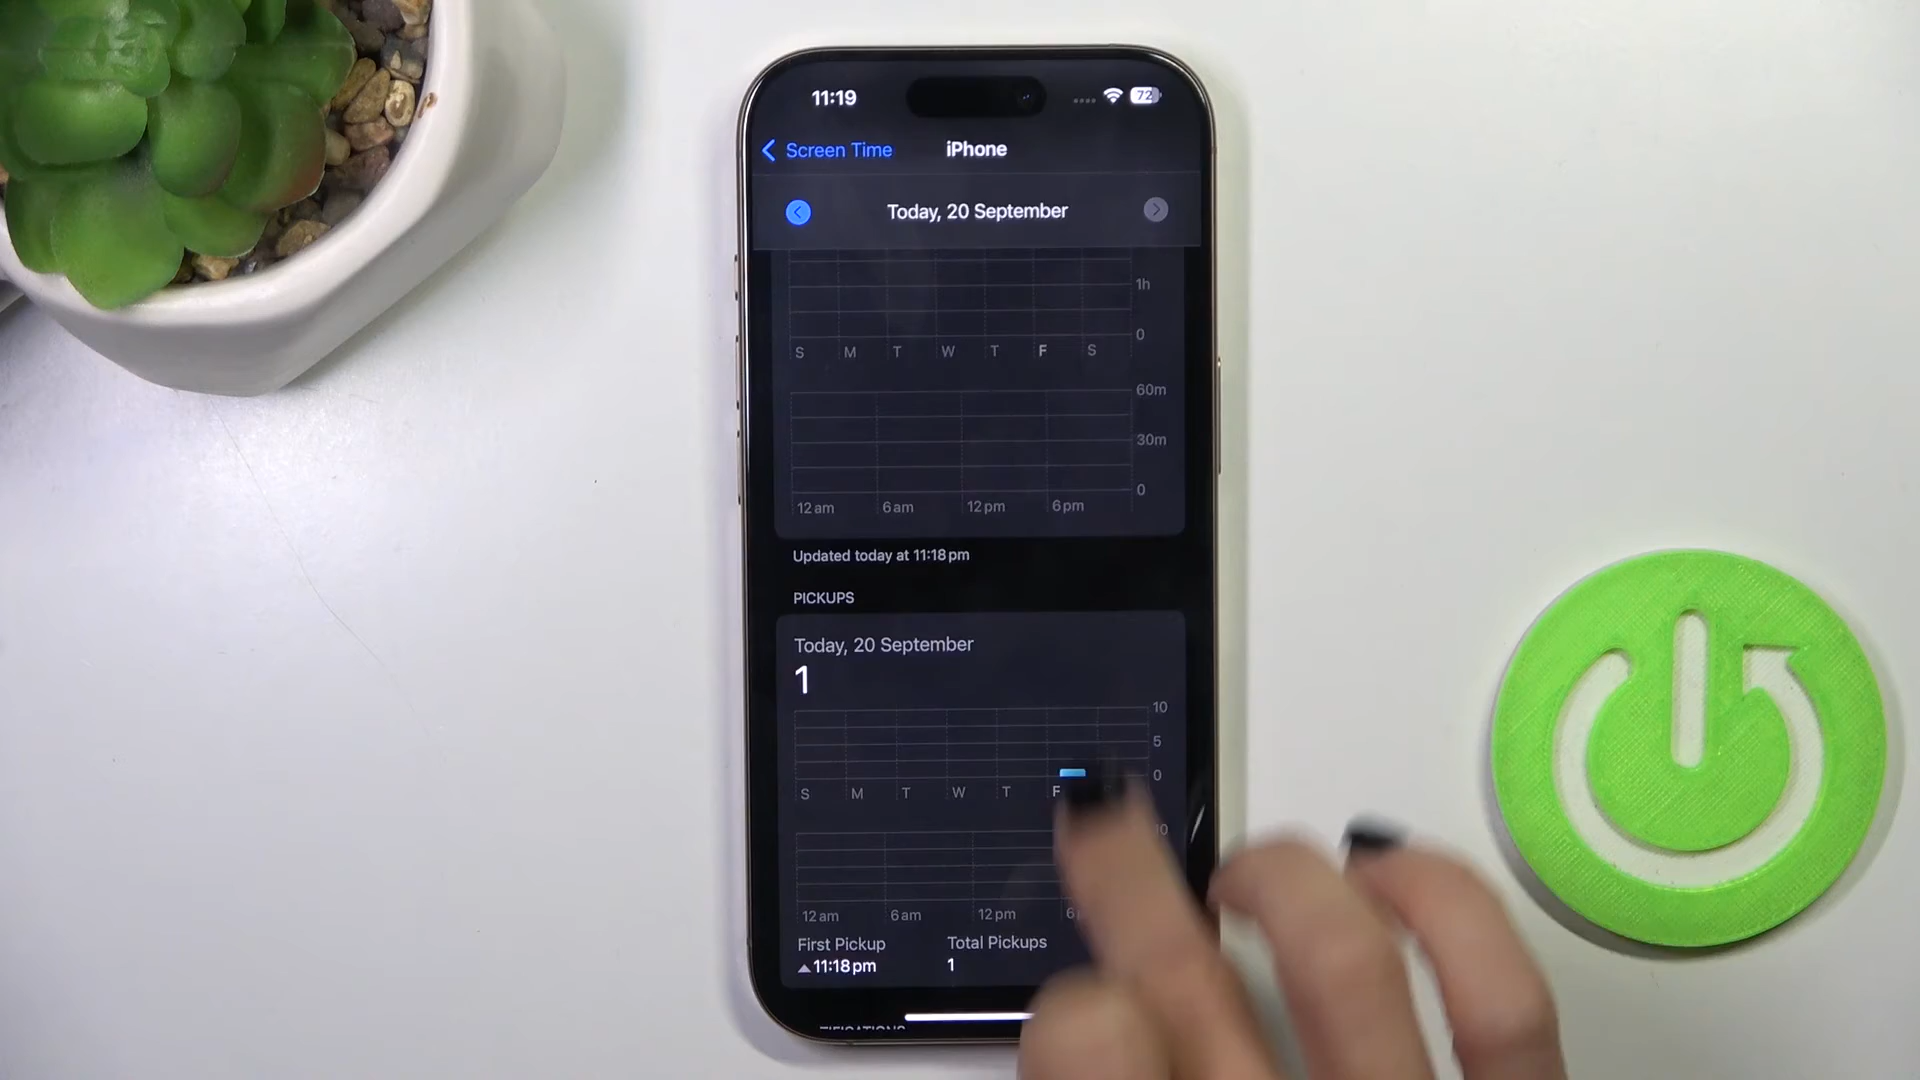 11:19 72
Screen Time iPhone
Today, 20 September
1h
0
S M T W T F S
60m
30m
0
12 am 6 am 12 pm 6 pm
Updated today at 11:18 pm
PICKUPS
Today, 20 September
1
10
5
0
S M T W T F
10
12 am 6 am 12 pm
First Pickup Total Pickups
11:18 pm 1